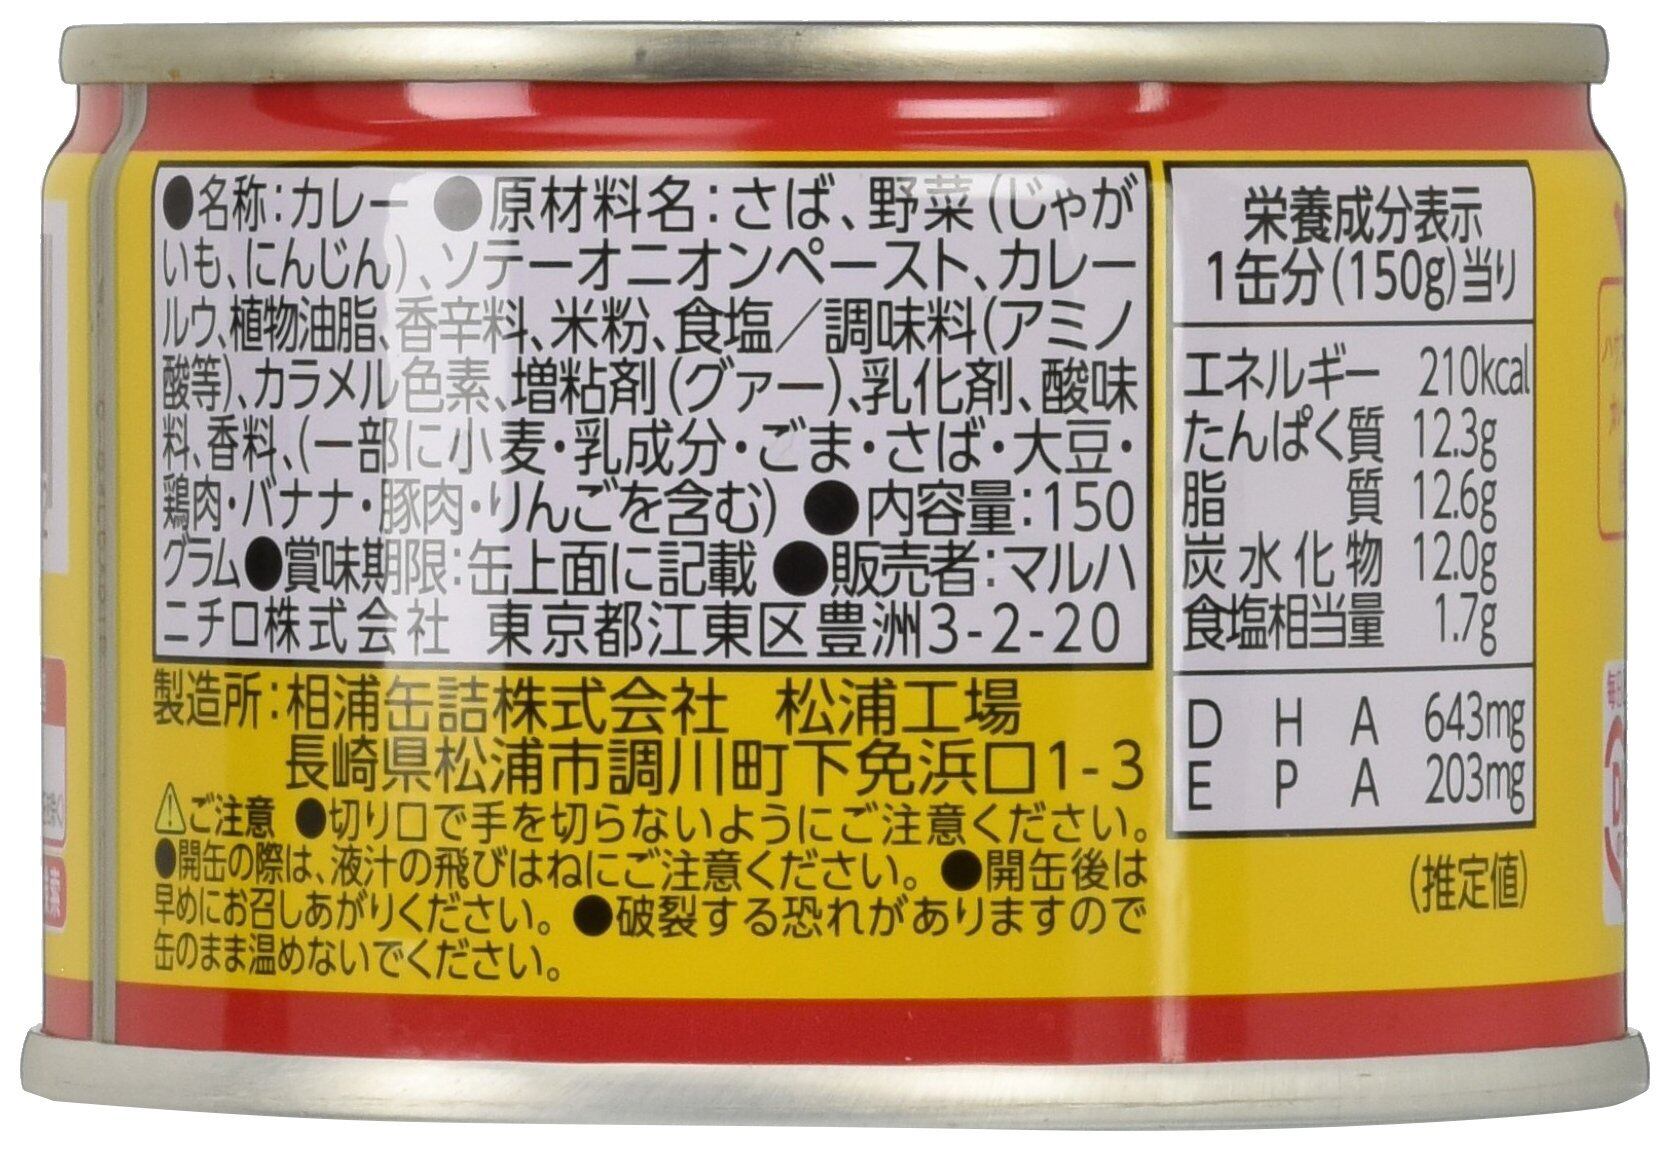 ●名称:カレー ●原材料名:さば、野菜(じゃが
いも、にんじん)、ソテーオニオンペースト、カレー
ルウ、植物油脂、香辛料、米粉、食塩／調味料(アミノ
酸等)、カラメル色素、増粘剤(グァー)、乳化剤、酸味
料、香料、(一部に小麦・乳成分・ごま・さば・大豆・
鶏肉・バナナ・豚肉・りんごを含む) ●内容量:150
グラム●賞味期限:缶上面に記載 ●販売者:マルハ
ニチロ株式会社 東京都江東区豊洲3-2-20
製造所:相浦缶詰株式会社 松浦工場
長崎県松浦市調川町下免浜口1-3
⚠ご注意 ●切り口で手を切らないようにご注意ください。
●開缶の際は、液汁の飛びはねにご注意ください。 ●開缶後は
早めにお召しあがりください。 ●破裂する恐れがありますので
缶のまま温めないでください。
栄養成分表示
1缶分(150g)当り
エネルギー 210kcal
たんぱく質 12.3g
脂質 12.6g
炭水化物 12.0g
食塩相当量 1.7g
DHA 643mg
EPA 203mg
(推定値)